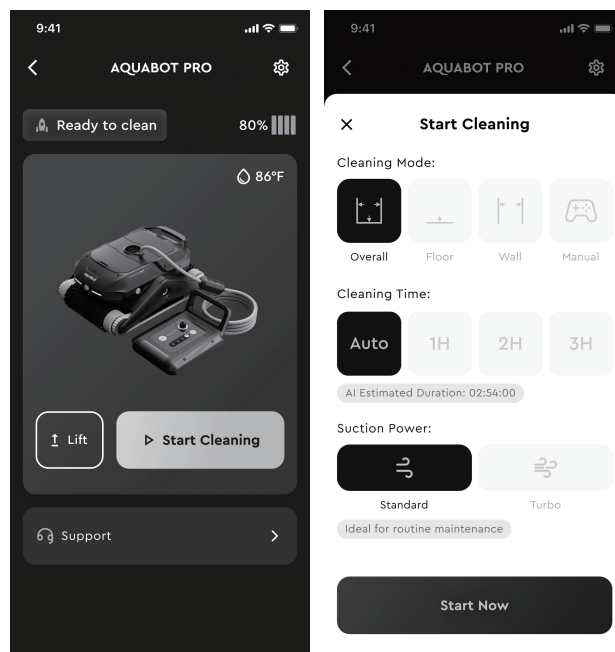 9:41
AQUABOT PRO
Ready to clean
80%
86°F
aquabot
Lift
Start Cleaning
Support
9:41
AQUABOT PRO
Start Cleaning
Cleaning Mode:
Overall Floor Wall Manual
Cleaning Time:
Auto 1H 2H 3H
AI Estimated Duration: 02:54:00
Suction Power:
Standard Turbo
Ideal for routine maintenance
Start Now